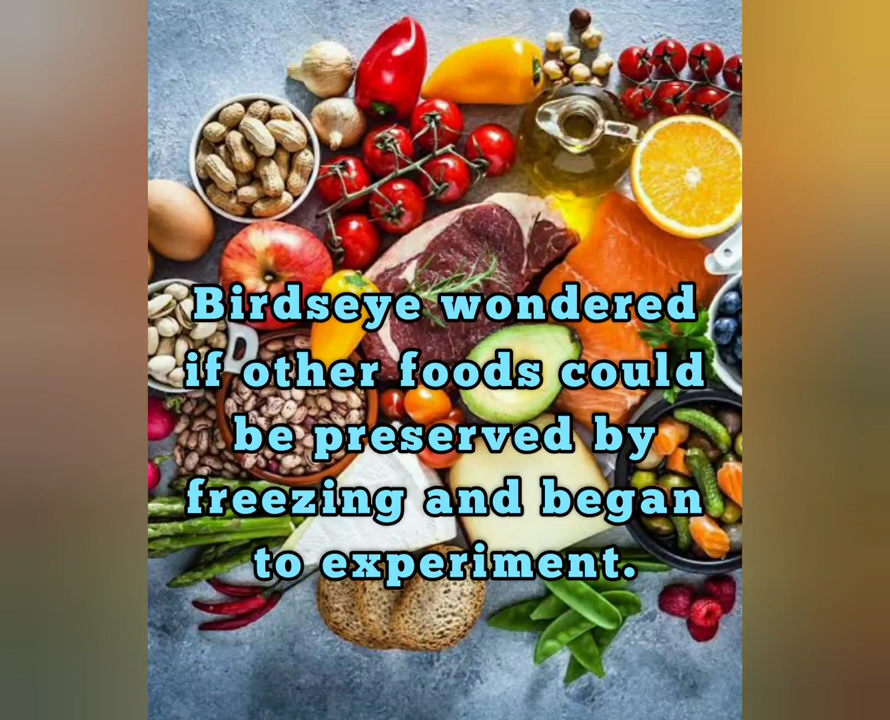 Birdseye wondered
if other foods could
be preserved by
freezing and began
to experiment.